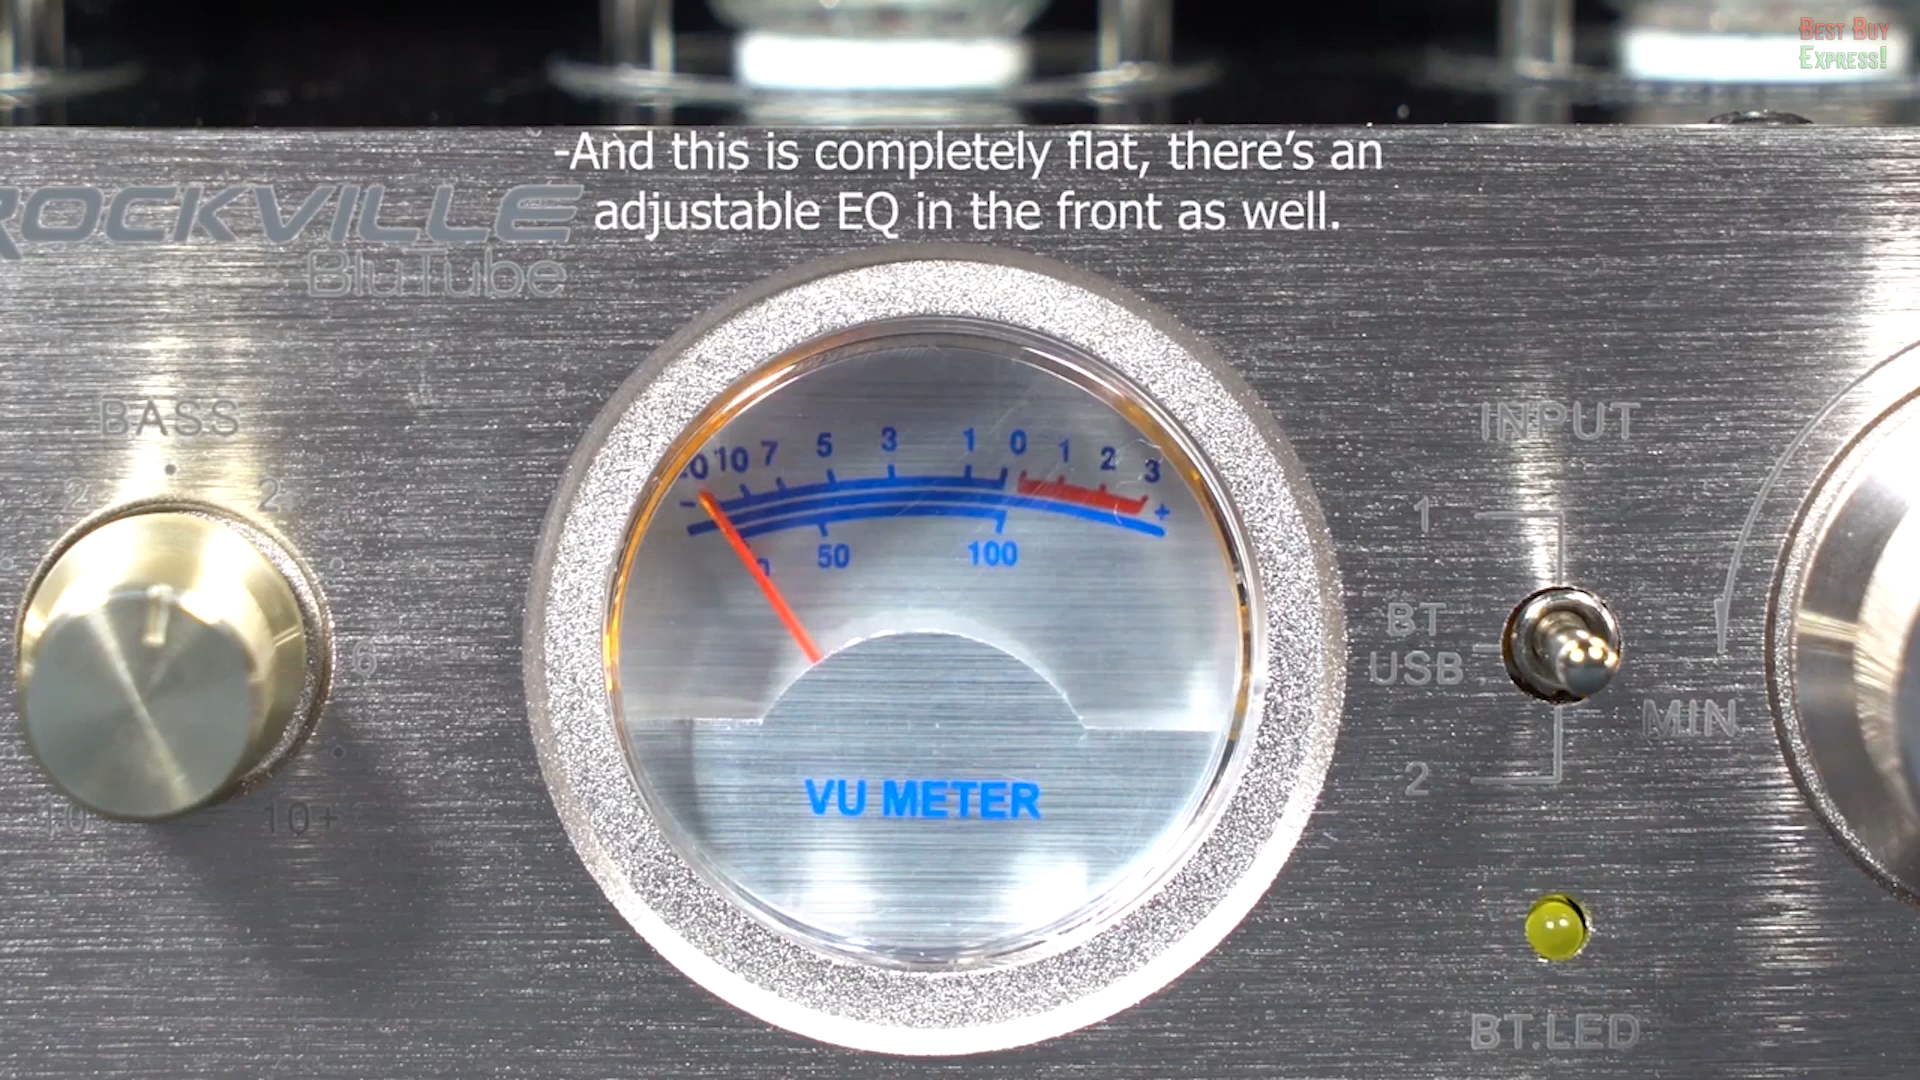 BEST BUY
EXPRESS!
-And this is completely flat, there’s an
adjustable EQ in the front as well.
ROCKVILLE
BluTube
BASS
2 2
6
10 10+
10 7 5 3 1 0 1 2 3
- +
0 50 100
VU METER
INPUT
1
BT
USB
2
MIN
BT.LED